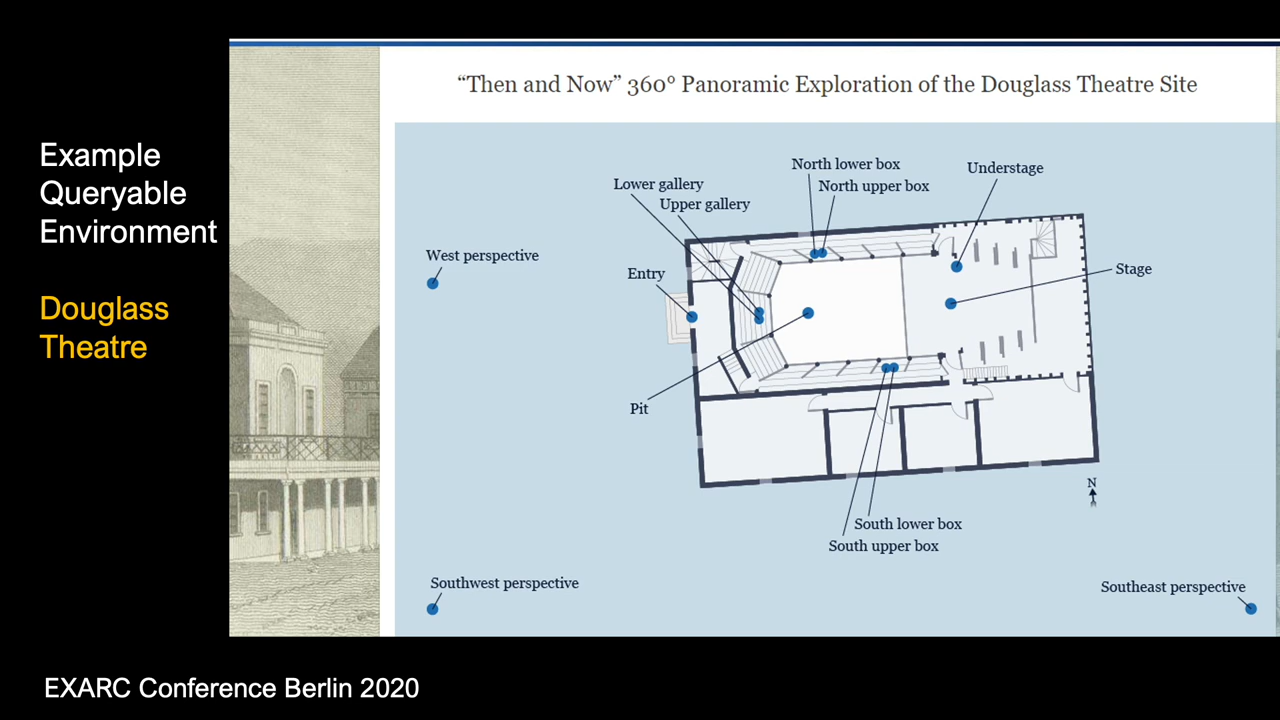 Example
Queryable
Environment
Douglass
Theatre
“Then and Now” 360° Panoramic Exploration of the Douglass Theatre Site
North lower box
North upper box
Understage
Lower gallery
Upper gallery
West perspective
Entry
Stage
Pit
N
South lower box
South upper box
Southwest perspective
Southeast perspective
EXARC Conference Berlin 2020